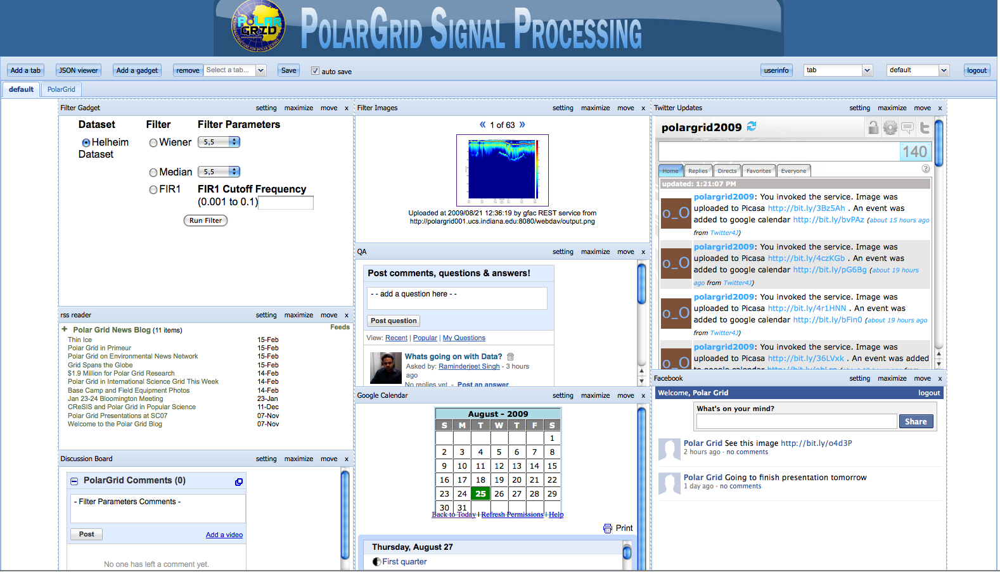 POLAR GRID
POLARGRID SIGNAL PROCESSING
Add a tab JSON viewer Add a gadget remove Select a tab... Save auto save userinfo tab default logout
default PolarGrid
Filter Gadget setting maximize move x
Dataset Filter Filter Parameters
Helheim Dataset
Wiener 5,5
Median 5,5
FIR1 FIR1 Cutoff Frequency
(0.001 to 0.1)
Run Filter
rss reader setting maximize move x
Feeds
+ Polar Grid News Blog (11 items)
Thin Ice 15-Feb
Polar Grid in Primeur 15-Feb
Polar Grid on Environmental News Network 15-Feb
Grid Spans the Globe 15-Feb
$1.9 Million for Polar Grid Research 14-Feb
Polar Grid in International Science Grid This Week 14-Feb
Base Camp and Field Equipment Photos 14-Feb
Jan 23-24 Bloomington Meeting 23-Jan
CReSIS and Polar Grid in Popular Science 11-Dec
Polar Grid Presentations at SC07 07-Nov
Welcome to the Polar Grid Blog 07-Nov
Discussion Board setting maximize move x
PolarGrid Comments (0)
- Filter Parameters Comments -
Post Add a video
No one has left a comment yet.
Filter Images setting maximize move x
« 1 of 63 »
Uploaded at 2009/08/21 12:36:19 by gfac REST service from
http://polargrid001.ucs.indiana.edu:8080/webdav/output.png
QA setting maximize move x
Post comments, questions & answers!
- - add a question here - -
Post question
View: Recent | Popular | My Questions
Whats going on with Data?
Asked by: Raminderjeet Singh - 3 hours
ago
No replies yet. - Post an answer
Google Calendar setting maximize move x
August - 2009
S M T W T F S
1
2 3 4 5 6 7 8
9 10 11 12 13 14 15
16 17 18 19 20 21 22
23 24 25 26 27 28 29
30 31
Back to Today | Refresh Permissions | Help
Print
Thursday, August 27
First quarter
Twitter Updates setting maximize move x
polargrid2009
140
Home Replies Directs Favorites Everyone ?
updated: 1:21:07 PM
o_O
polargrid2009: You invoked the service. Image was
uploaded to Picasa http://bit.ly/3Bz5Ah . An event was
added to google calendar http://bit.ly/bvPAz (about 15 hours ago
from Twitter4J)
o_O
polargrid2009: You invoked the service. Image was
uploaded to Picasa http://bit.ly/4czKGb . An event was
added to google calendar http://bit.ly/pG6Bg (about 19 hours
ago from Twitter4J)
o_O
polargrid2009: You invoked the service. Image was
uploaded to Picasa http://bit.ly/4r1HNN . An event was
added to google calendar http://bit.ly/bFin0 (about 19 hours ago
from Twitter4J)
o_O
polargrid2009: You invoked the service. Image was
uploaded to Picasa http://bit.ly/36LVxk . An event was added
Facebook setting maximize move x
Welcome, Polar Grid logout
What's on your mind?
Share
Polar Grid See this image http://bit.ly/o4d3P
2 hours ago · no comments
Polar Grid Going to finish presentation tomorrow
1 day ago · no comments